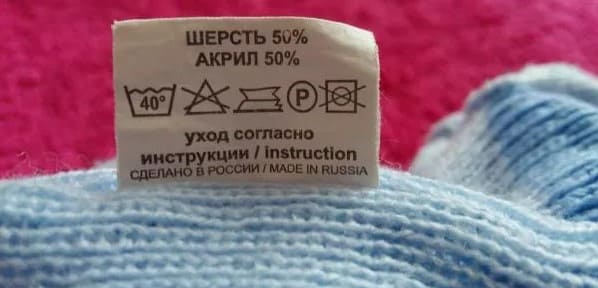 ШЕРСТЬ 50%
АКРИЛ 50%
40° P
уход согласно
инструкции / instruction
СДЕЛАНО В РОССИИ / MADE IN RUSSIA